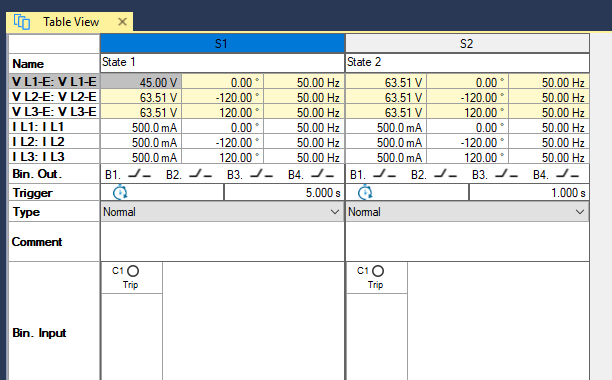 Table View
S1 S2
Name State 1 State 2
V L1-E: V L1-E 45.00 V 0.00 ° 50.00 Hz 63.51 V 0.00 ° 50.00 Hz
V L2-E: V L2-E 63.51 V -120.00 ° 50.00 Hz 63.51 V -120.00 ° 50.00 Hz
V L3-E: V L3-E 63.51 V 120.00 ° 50.00 Hz 63.51 V 120.00 ° 50.00 Hz
I L1: I L1 500.0 mA 0.00 ° 50.00 Hz 500.0 mA 0.00 ° 50.00 Hz
I L2: I L2 500.0 mA -120.00 ° 50.00 Hz 500.0 mA -120.00 ° 50.00 Hz
I L3: I L3 500.0 mA 120.00 ° 50.00 Hz 500.0 mA 120.00 ° 50.00 Hz
Bin. Out. B1. B2. B3. B4. B1. B2. B3. B4.
Trigger 5.000 s 1.000 s
Type Normal Normal
Comment
C1 C1
Trip Trip
Bin. Input